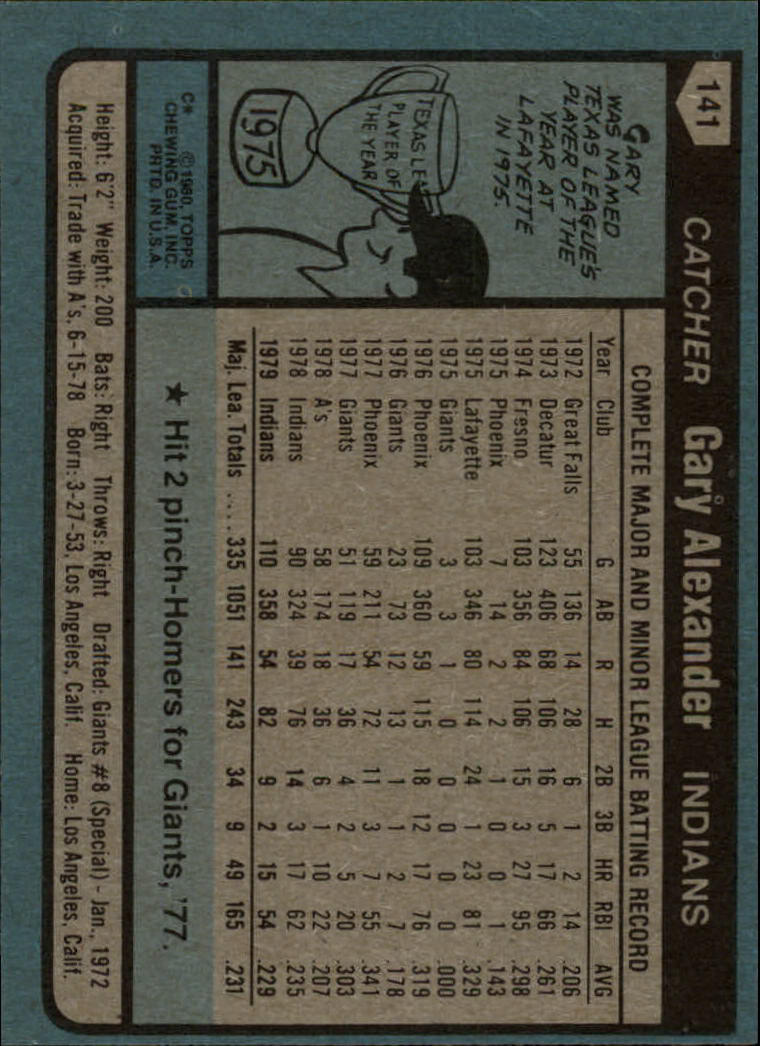 141
CATCHER Gary Alexander INDIANS
GARY
WAS NAMED
TEXAS LEAGUE'S
PLAYER OF THE
YEAR AT
LAFAYETTE
IN 1975.
TEXAS LEA
PLAYER OF
THE YEAR
1975
C* © 1980, TOPPS
CHEWING GUM, INC.
PRTD. IN U.S.A.
COMPLETE MAJOR AND MINOR LEAGUE BATTING RECORD
Year Club G AB R H 2B 3B HR RBI AVG
1972 Great Falls 55 136 14 28 6 1 2 14 .206
1973 Decatur 123 406 68 106 16 5 17 66 .261
1974 Fresno 103 356 84 106 15 3 27 95 .298
1975 Phoenix 7 14 2 2 1 0 0 1 .143
1975 Lafayette 103 346 80 114 24 1 23 81 .329
1975 Giants 3 3 1 0 0 0 0 0 .000
1976 Phoenix 109 360 59 115 18 12 17 76 .319
1976 Giants 23 73 12 13 1 1 2 7 .178
1977 Phoenix 59 211 54 72 11 3 7 55 .341
1977 Giants 51 119 17 36 4 2 5 20 .303
1978 A's 58 174 18 36 6 1 10 22 .207
1978 Indians 90 324 39 76 14 3 17 62 .235
1979 Indians 110 358 54 82 9 2 15 54 .229
Maj. Lea. Totals .... 335 1051 141 243 34 9 49 165 .231
★ Hit 2 pinch-Homers for Giants, '77.
Height: 6'2" Weight: 200 Bats: Right Throws: Right Drafted: Giants #8 (Special) - Jan., 1972
Acquired: Trade with A's, 6-15-78 Born: 3-27-53, Los Angeles, Calif. Home: Los Angeles, Calif.